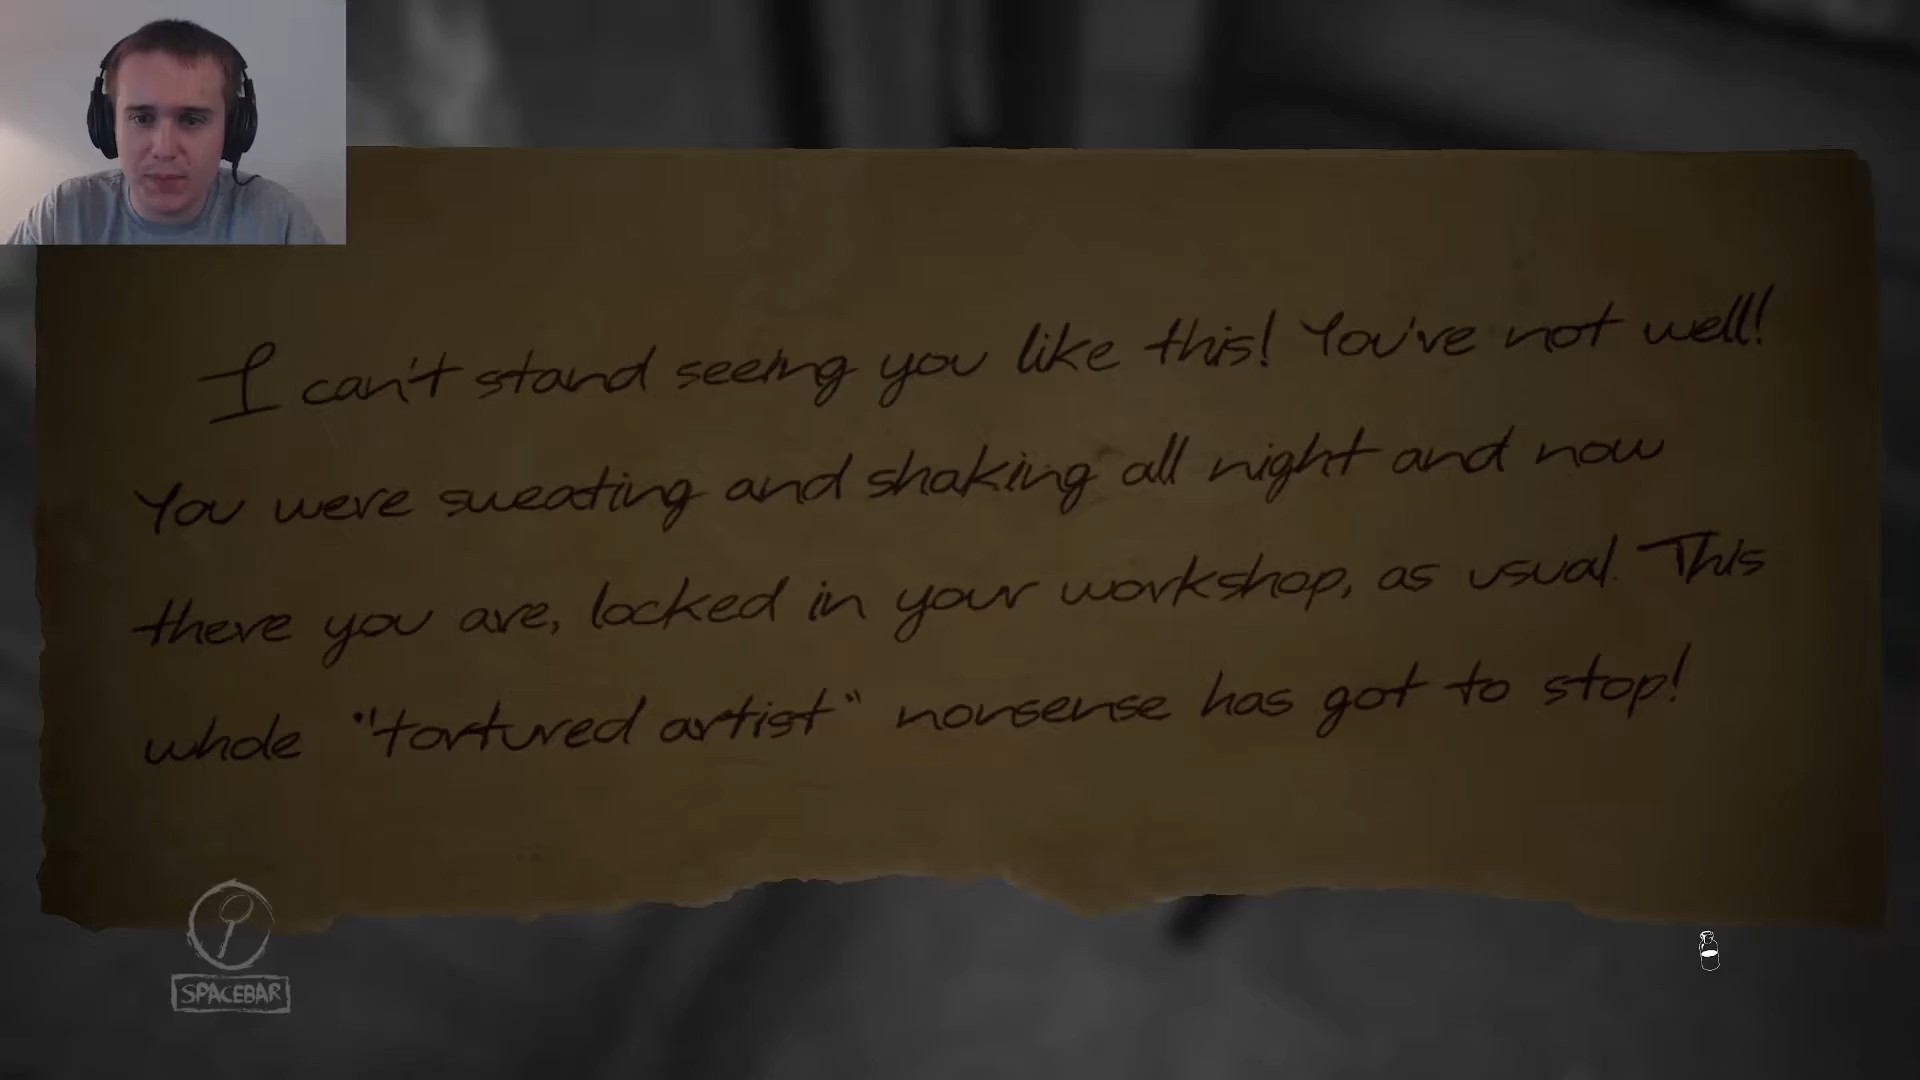 I can't stand seeing you like this! You've not well!
You were sweating and shaking all night and now
there you are, locked in your workshop, as usual. This
whole "tortured artist" nonsense has got to stop!
SPACEBAR